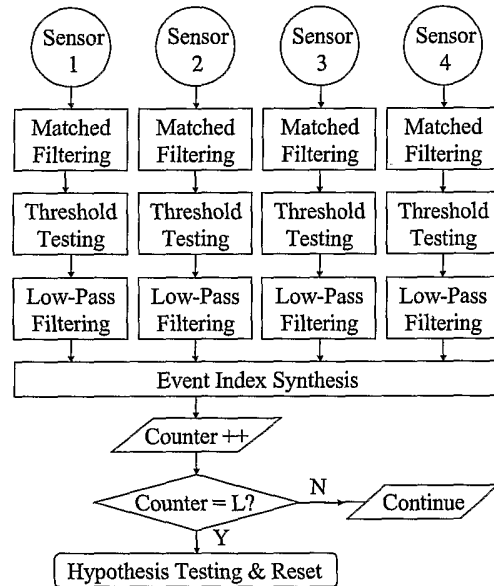 Sensor 1
Sensor 2
Sensor 3
Sensor 4
Matched Filtering
Matched Filtering
Matched Filtering
Matched Filtering
Threshold Testing
Threshold Testing
Threshold Testing
Threshold Testing
Low-Pass Filtering
Low-Pass Filtering
Low-Pass Filtering
Low-Pass Filtering
Event Index Synthesis
Counter ++
Counter = L?
N
Continue
Y
Hypothesis Testing & Reset